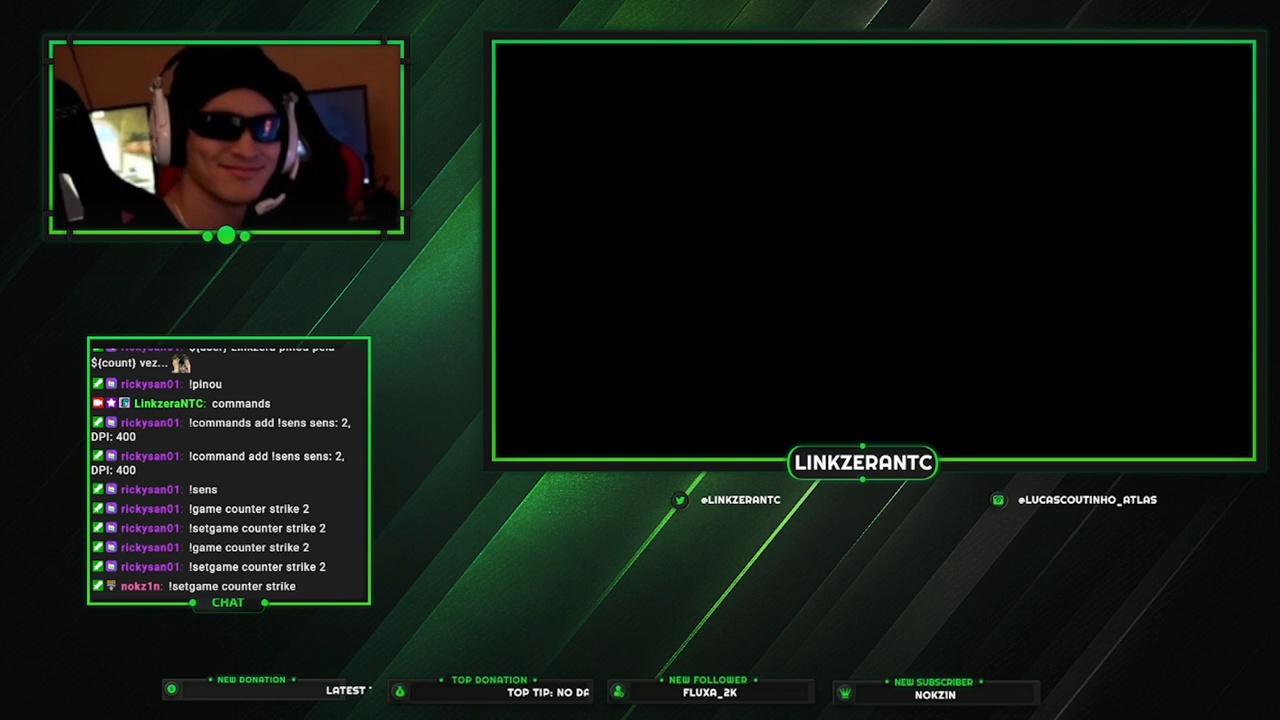 ${count} vez...
rickysan01: !pinou
LinkzeraNTC: commands
rickysan01: !commands add !sens sens: 2,
DPI: 400
rickysan01: !command add !sens sens: 2,
DPI: 400
rickysan01: !sens
rickysan01: !game counter strike 2
rickysan01: !setgame counter strike 2
rickysan01: !game counter strike 2
rickysan01: !setgame counter strike 2
nokz1n: !setgame counter strike
CHAT
LINKZERANTC
@LINKZERANTC
@LUCASCOUTINHO_ATLAS
NEW DONATION
LATEST
TOP DONATION
TOP TIP: NO DA
NEW FOLLOWER
FLUXA_2K
NEW SUBSCRIBER
NOKZ1N